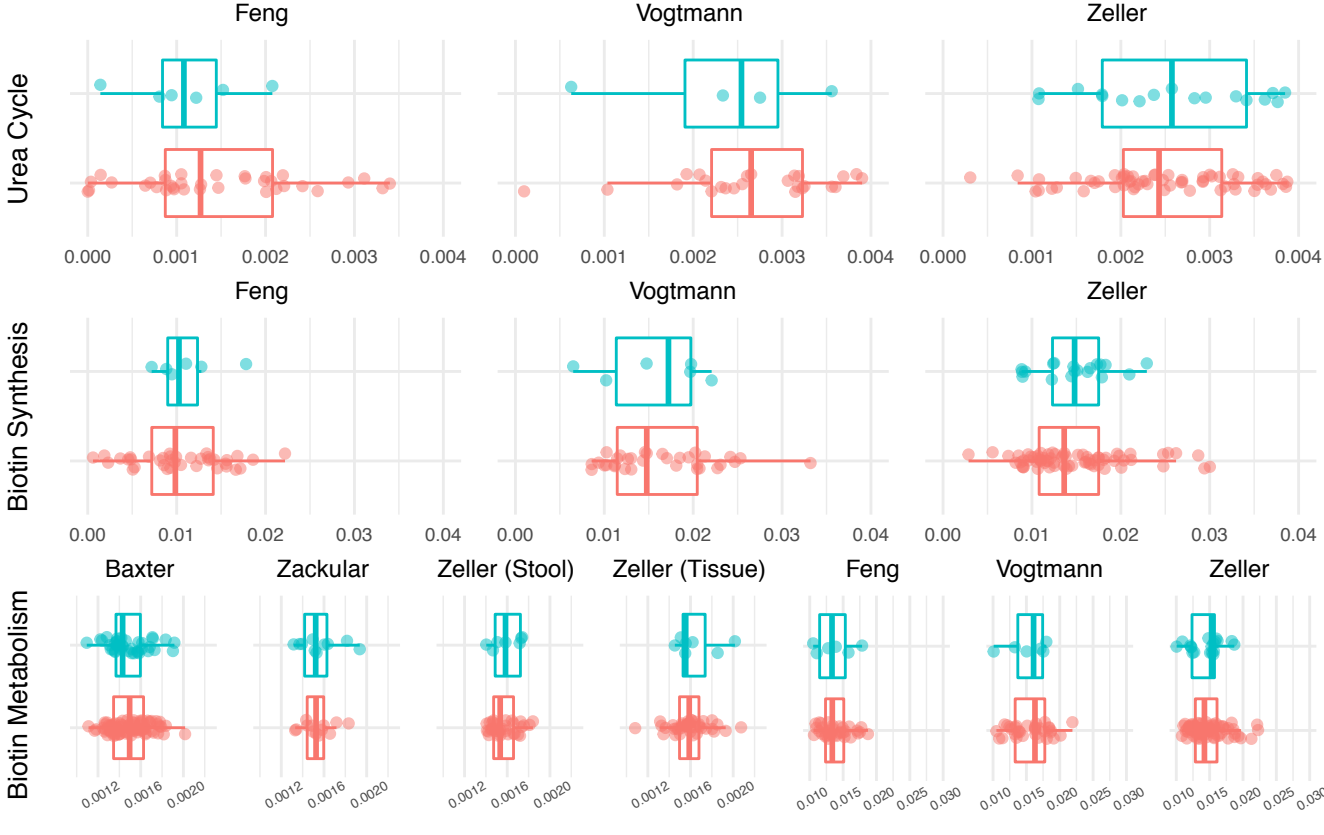 Feng Vogtmann Zeller
Urea Cycle
0.000 0.001 0.002 0.003 0.004 0.000 0.001 0.002 0.003 0.004 0.000 0.001 0.002 0.003 0.004
Feng Vogtmann Zeller
Biotin Synthesis
0.00 0.01 0.02 0.03 0.04 0.00 0.01 0.02 0.03 0.04 0.00 0.01 0.02 0.03 0.04
Baxter Zackular Zeller (Stool) Zeller (Tissue) Feng Vogtmann Zeller
Biotin Metabolism
0.0012 0.0016 0.0020 0.0012 0.0016 0.0020 0.0012 0.0016 0.0020 0.0012 0.0016 0.0020 0.010 0.015 0.020 0.025 0.030 0.010 0.015 0.020 0.025 0.030 0.010 0.015 0.020 0.025 0.030